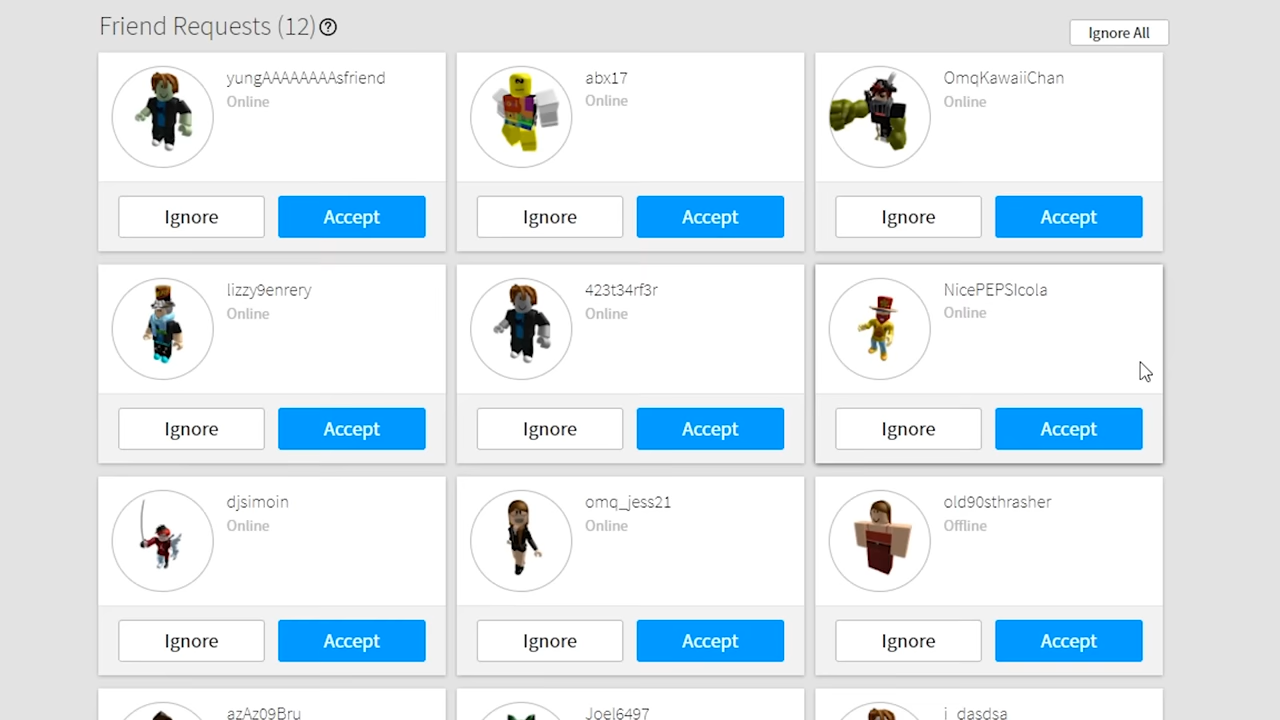 Friend Requests (12)
Ignore All
yungAAAAAAAAsfriend
Online
Ignore
Accept
abx17
Online
Ignore
Accept
OmqKawaiiChan
Online
Ignore
Accept
lizzy9enrery
Online
Ignore
Accept
423t34rf3r
Online
Ignore
Accept
NicePEPSIcola
Online
Ignore
Accept
djsimoin
Online
Ignore
Accept
omq_jess21
Online
Ignore
Accept
old90sthrasher
Offline
Ignore
Accept
azAz09Bru
Joel6497
i_dasdsa